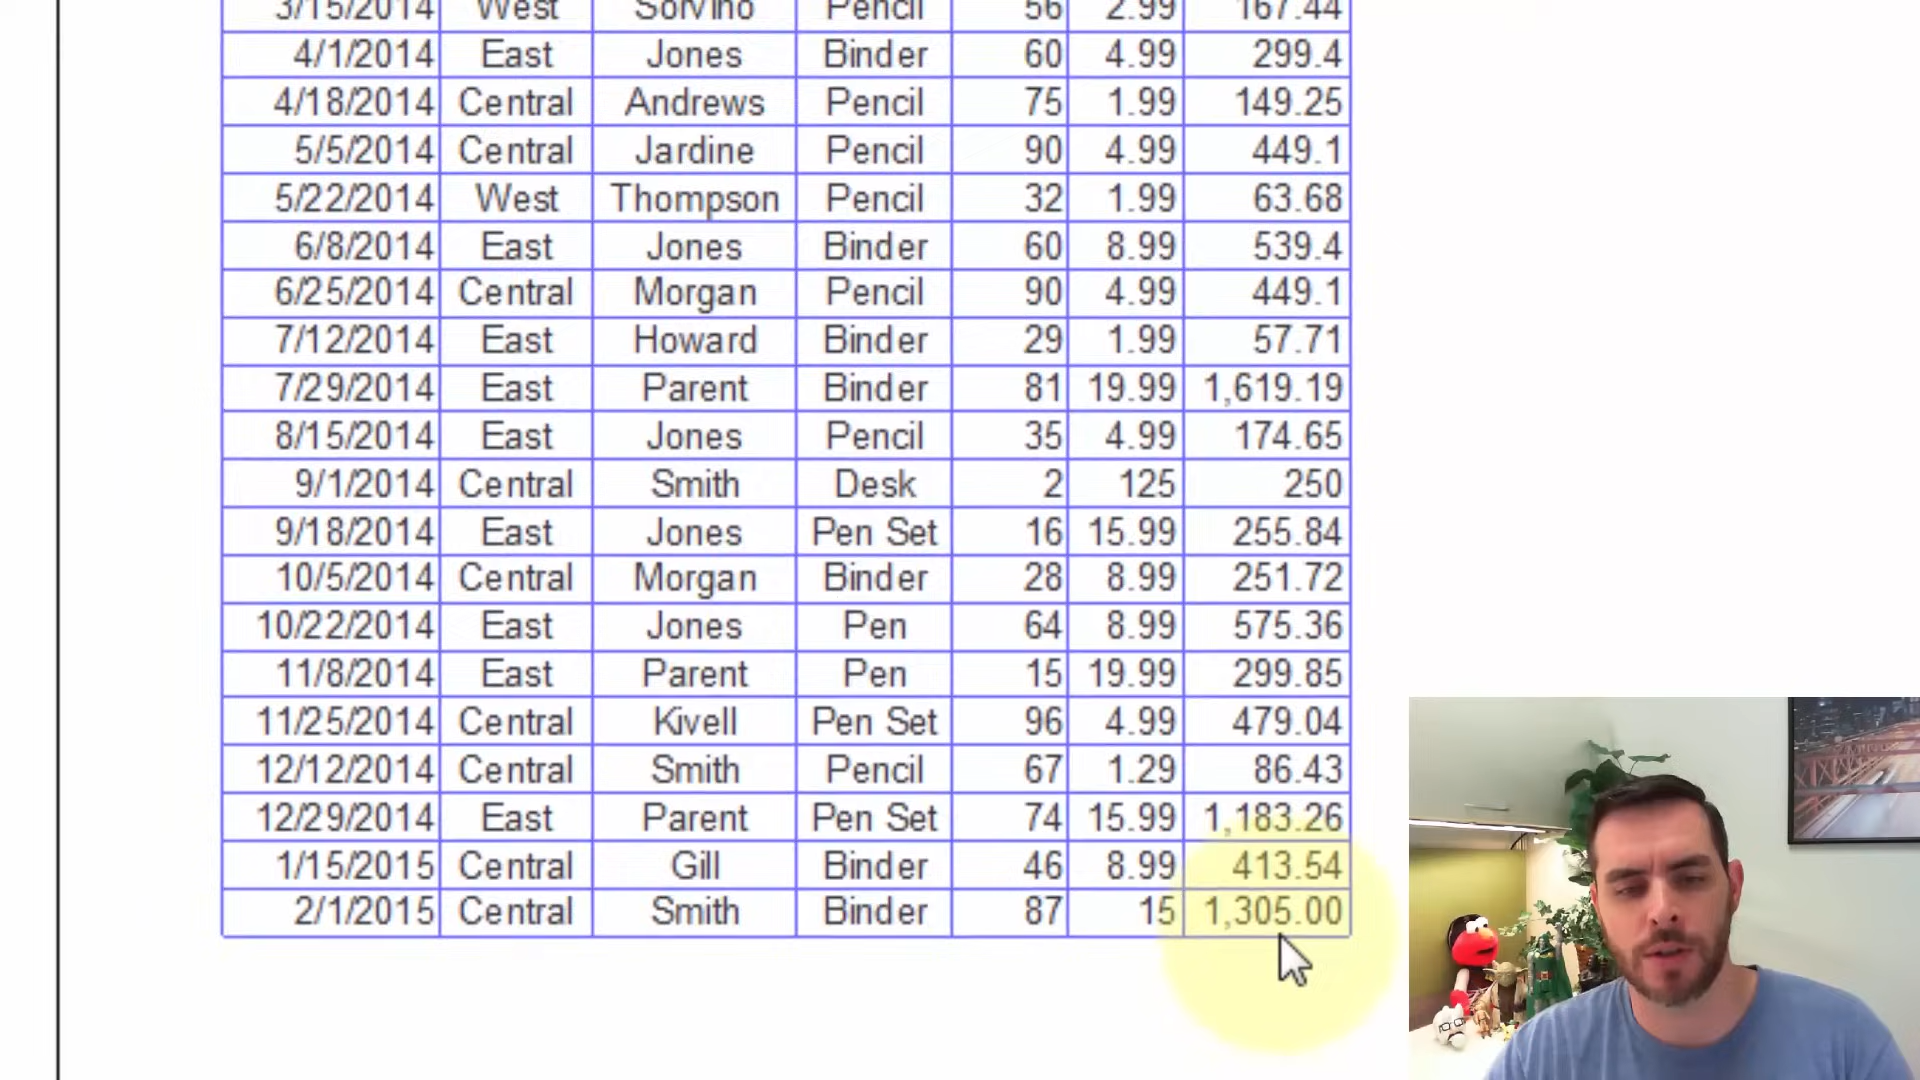 3/15/2014 West Sorvino Pencil 56 2.99 167.44
4/1/2014 East Jones Binder 60 4.99 299.4
4/18/2014 Central Andrews Pencil 75 1.99 149.25
5/5/2014 Central Jardine Pencil 90 4.99 449.1
5/22/2014 West Thompson Pencil 32 1.99 63.68
6/8/2014 East Jones Binder 60 8.99 539.4
6/25/2014 Central Morgan Pencil 90 4.99 449.1
7/12/2014 East Howard Binder 29 1.99 57.71
7/29/2014 East Parent Binder 81 19.99 1,619.19
8/15/2014 East Jones Pencil 35 4.99 174.65
9/1/2014 Central Smith Desk 2 125 250
9/18/2014 East Jones Pen Set 16 15.99 255.84
10/5/2014 Central Morgan Binder 28 8.99 251.72
10/22/2014 East Jones Pen 64 8.99 575.36
11/8/2014 East Parent Pen 15 19.99 299.85
11/25/2014 Central Kivell Pen Set 96 4.99 479.04
12/12/2014 Central Smith Pencil 67 1.29 86.43
12/29/2014 East Parent Pen Set 74 15.99 1,183.26
1/15/2015 Central Gill Binder 46 8.99 413.54
2/1/2015 Central Smith Binder 87 15 1,305.00